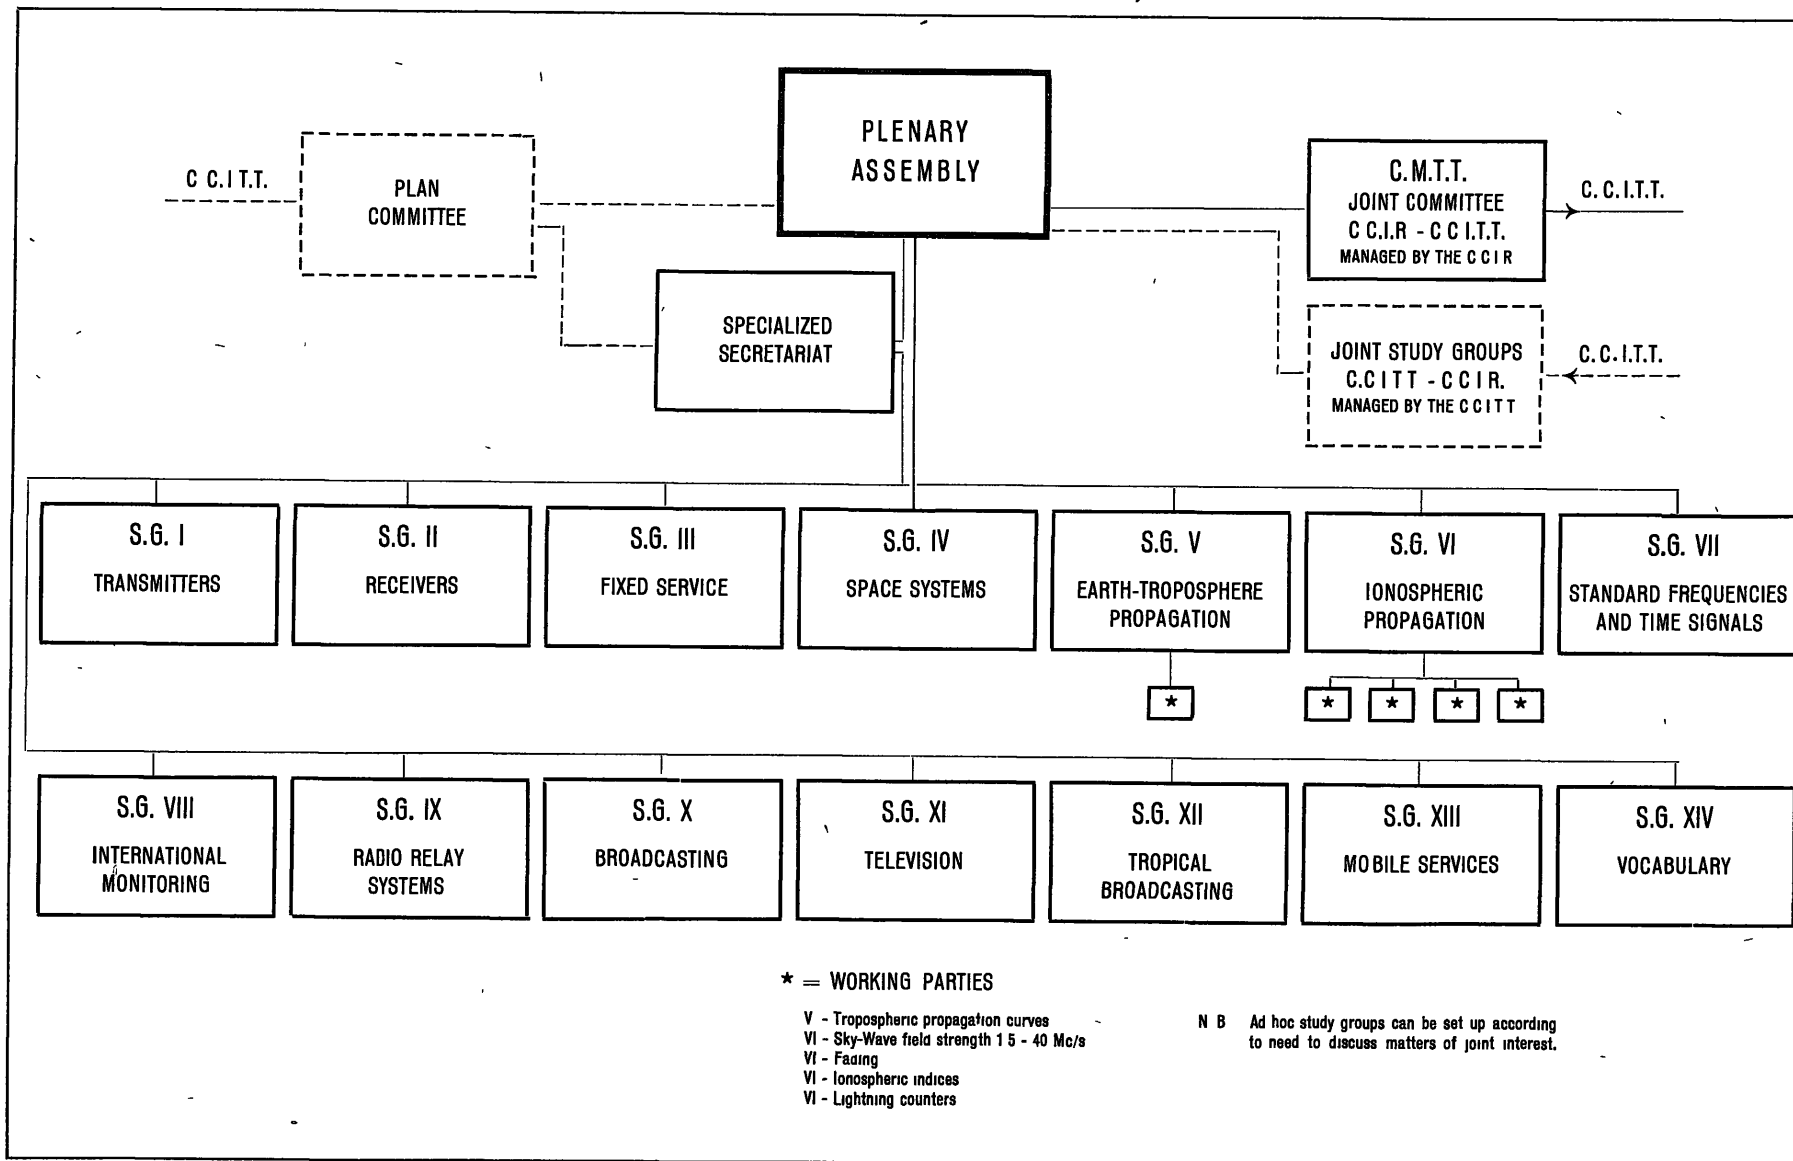 PLENARY
ASSEMBLY
C C.I.T.T.
PLAN
COMMITTEE
C.M.T.T.
JOINT COMMITTEE
C C.I.R - C C I.T.T.
MANAGED BY THE C C I R
C. C.I.T.T.
SPECIALIZED
SECRETARIAT
JOINT STUDY GROUPS
C.C I T T - C C I R.
MANAGED BY THE C C I T T
C. C. I.T.T.
S.G. I
TRANSMITTERS
S.G. II
RECEIVERS
S.G. III
FIXED SERVICE
S.G. IV
SPACE SYSTEMS
S.G. V
EARTH-TROPOSPHERE
PROPAGATION
S.G. VI
IONOSPHERIC
PROPAGATION
S.G. VII
STANDARD FREQUENCIES
AND TIME SIGNALS
*
* * * *
S.G. VIII
INTERNATIONAL
MONITORING
S.G. IX
RADIO RELAY
SYSTEMS
S.G. X
BROADCASTING
S.G. XI
TELEVISION
S.G. XII
TROPICAL
BROADCASTING
S.G. XIII
MOBILE SERVICES
S.G. XIV
VOCABULARY
* = WORKING PARTIES
V - Tropospheric propagation curves
VI - Sky-Wave field strength 1 5 - 40 Mc/s
VI - Fading
VI - Ionospheric indices
VI - Lightning counters
N B Ad hoc study groups can be set up according
to need to discuss matters of joint interest.